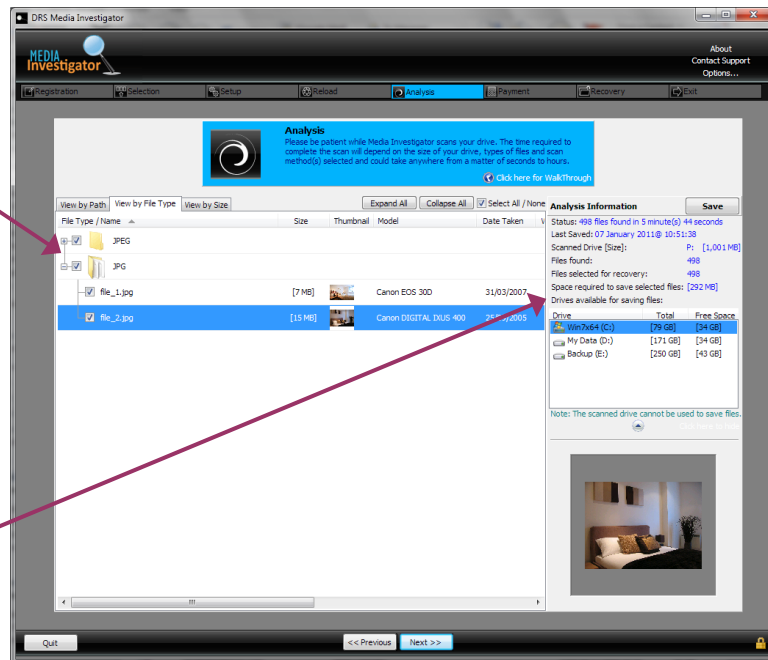 DRS Media Investigator
MEDIA
Investigator
About
Contact Support
Options...
Registration Selection Setup Reload Analysis Payment Recovery Exit
Analysis
Please be patient while Media Investigator scans your drive. The time required to
complete the scan will depend on the size of your drive, types of files and scan
method(s) selected and could take anywhere from a matter of seconds to
hours.
Click here for WalkThrough
View by Path View by File Type View by Size Expand All Collapse All Select All / None
File Type / Name Size Thumbnail Model Date Taken
JPEG
JPG
file_1.jpg [7 MB] Canon EOS 30D 31/03/2007
file_2.jpg [15 MB] Canon DIGITAL IXUS 400
Analysis Information Save
Status: 498 files found in 5 minute(s) 44 seconds
Last Saved: 07 January 2011@ 10:51:38
Scanned Drive [Size]: P: [1,001 MB]
Files found: 498
Files selected for recovery: 498
Space required to save selected files: [292 MB]
Drives available for saving files:
Drive Total Free Space
Win7x64 (C:) [79 GB] [34 GB]
My Data (D:) [171 GB] [34 GB]
Backup (E:) [250 GB] [43 GB]
Note: The scanned drive cannot be used to save files.
Quit << Previous Next >>